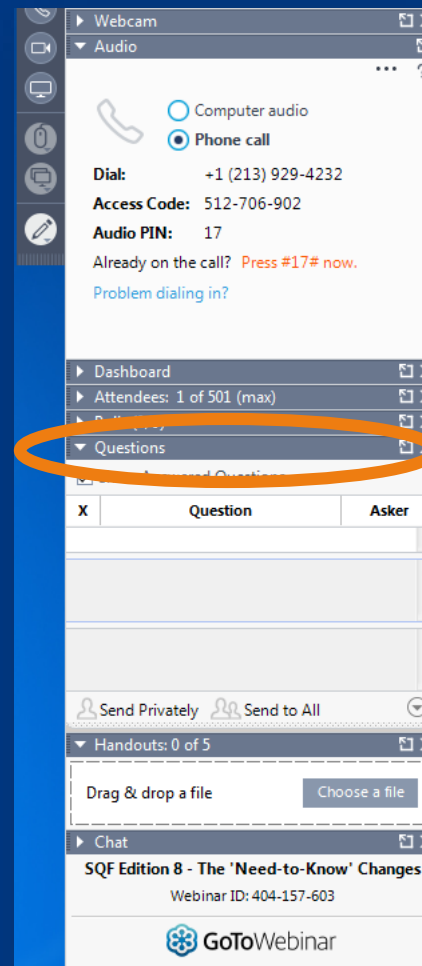 Webcam
Audio
Computer audio
Phone call
Dial: +1 (213) 929-4232
Access Code: 512-706-902
Audio PIN: 17
Already on the call? Press #17# now.
Problem dialing in?
Dashboard
Attendees: 1 of 501 (max)
Questions
Answered Questions
X Question Asker
Send Privately Send to All
Handouts: 0 of 5
Drag & drop a file Choose a file
Chat
SQF Edition 8 - The 'Need-to-Know' Changes
Webinar ID: 404-157-603
GoToWebinar